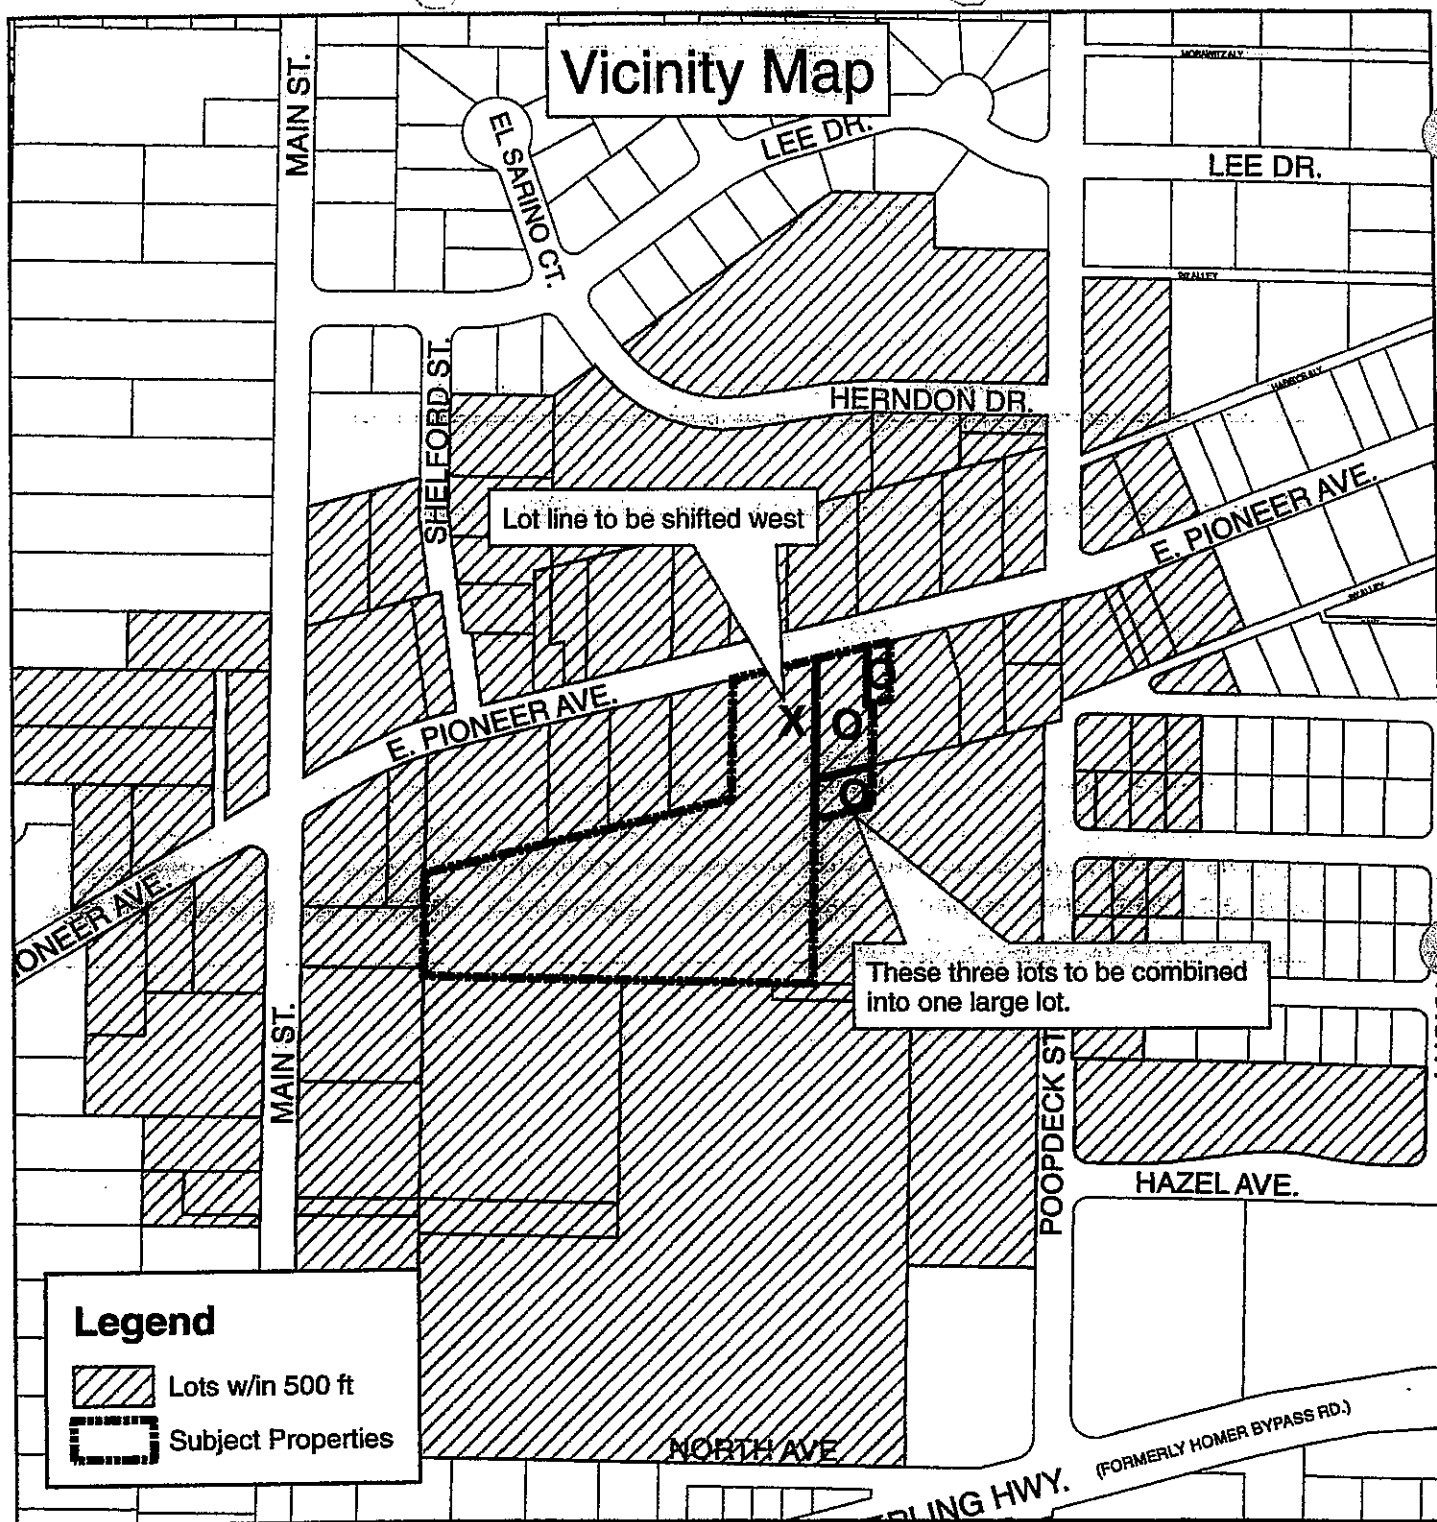 Vicinity Map
MAIN ST.
EL SARINO CT.
LEE DR.
LEE DR.
SHELFORD ST.
HERNDON DR.
E. PIONEER AVE.
Lot line to be shifted west
E. PIONEER AVE.
X
O
O
O
IONEER AVE.
MAIN ST.
These three lots to be combined
into one large lot.
POOPDECK ST
HAZEL AVE.
Legend
Lots w/in 500 ft
Subject Properties
NORTH AVE
RLING HWY.
(FORMERLY HOMER BYPASS RD.)